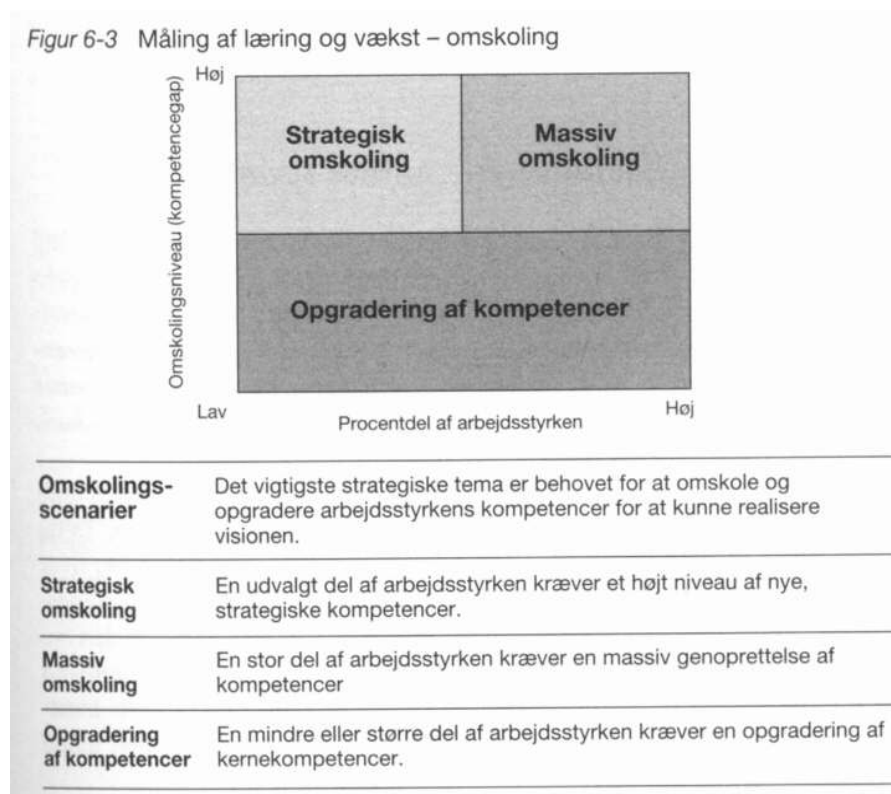 Figur 6-3 Måling af læring og vækst – omskoling
Høj
Omskolingsniveau (kompetencegap)
Strategisk
omskoling
Massiv
omskoling
Opgradering af kompetencer
Lav
Procentdel af arbejdsstyrken
Høj
Omskolings-
scenarier
Det vigtigste strategiske tema er behovet for at omskole og
opgradere arbejdsstyrkens kompetencer for at kunne realisere
visionen.
Strategisk
omskoling
En udvalgt del af arbejdsstyrken kræver et højt niveau af nye,
strategiske kompetencer.
Massiv
omskoling
En stor del af arbejdsstyrken kræver en massiv genoprettelse af
kompetencer
Opgradering
af kompetencer
En mindre eller større del af arbejdsstyrken kræver en opgradering af
kernekompetencer.